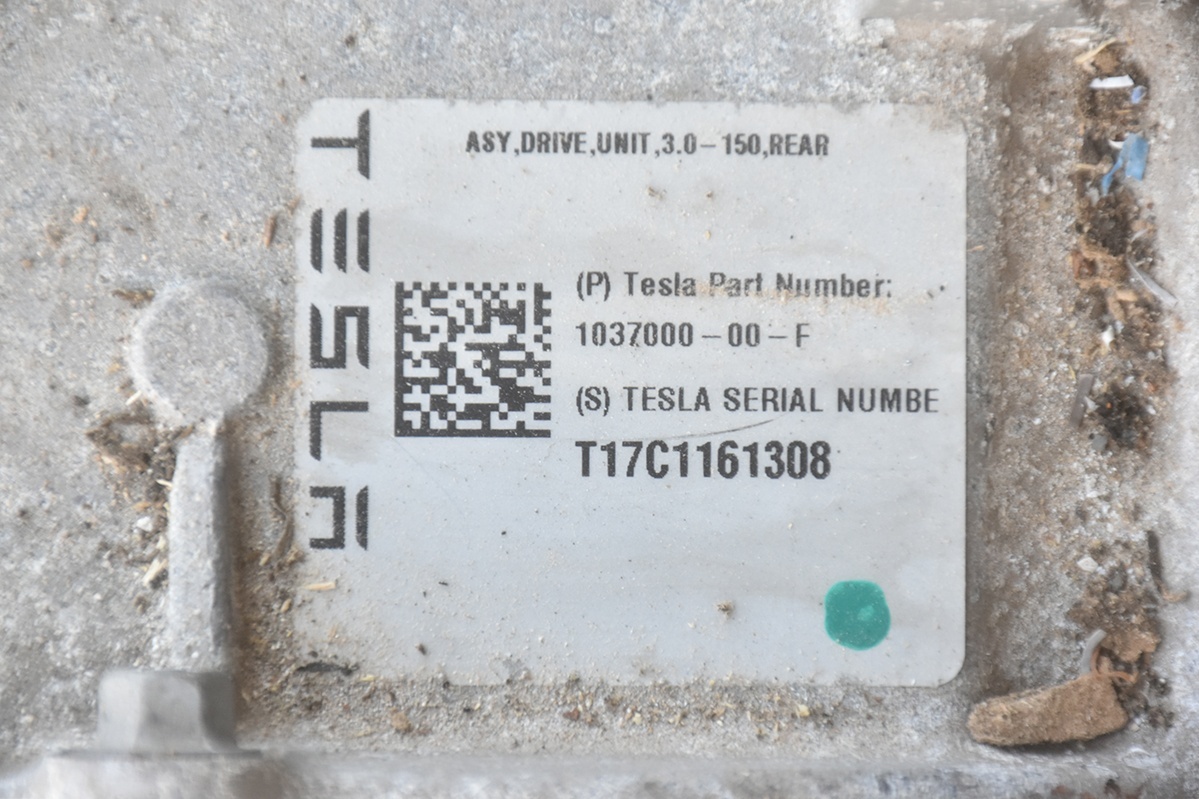 TESLA
ASY,DRIVE,UNIT,3.0-150,REAR
(P) Tesla Part Number:
1037000-00-F
(S) TESLA SERIAL NUMBE
T17C1161308